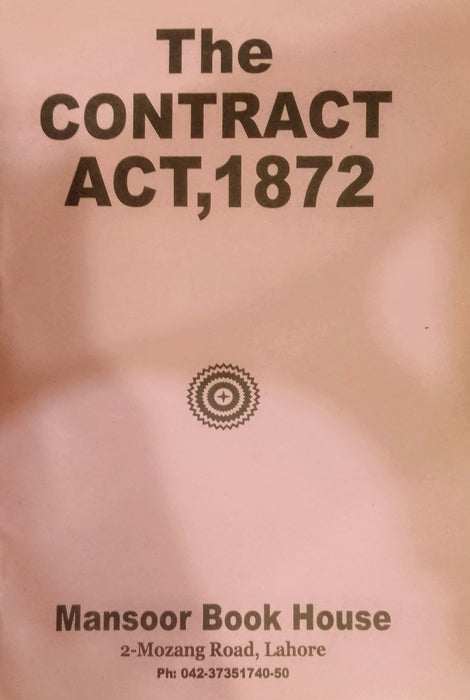 The
CONTRACT
ACT,1872
Mansoor Book House
2-Mozang Road, Lahore
Ph: 042-37351740-50